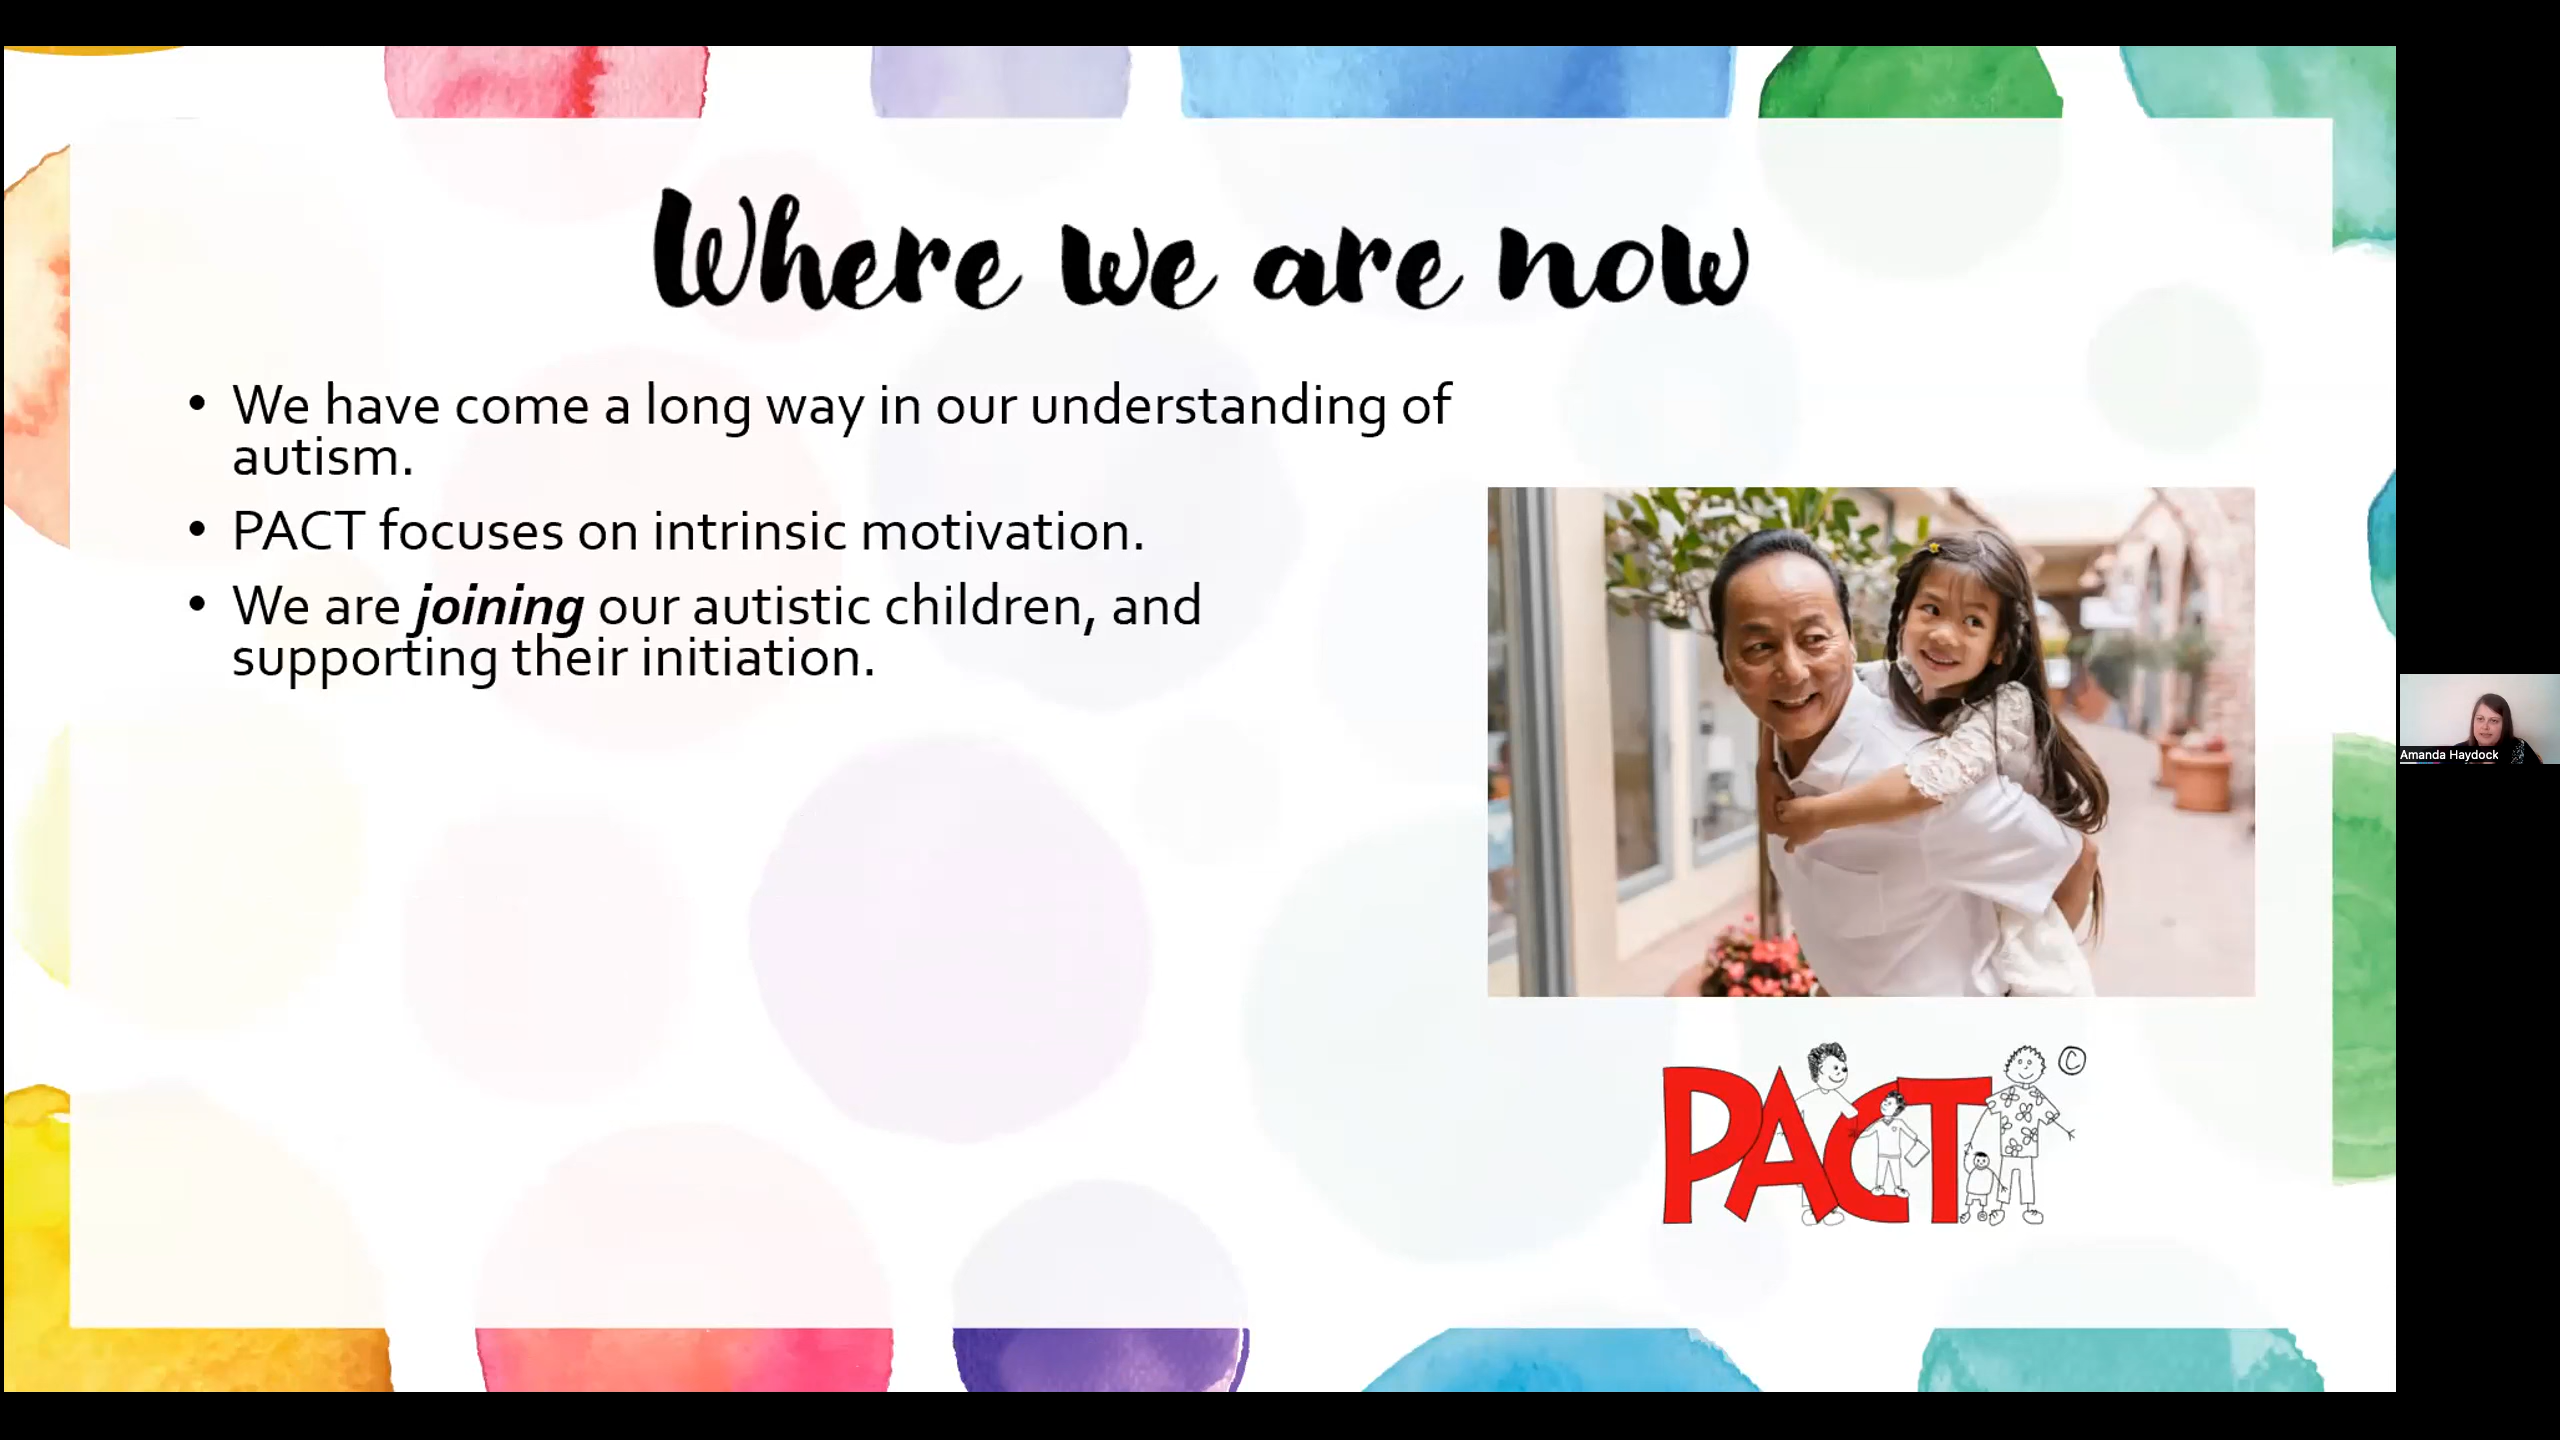 Where we are now
• We have come a long way in our understanding of
autism.
• PACT focuses on intrinsic motivation.
• We are joining our autistic children, and
supporting their initiation.
PACT ©
Amanda Haydock